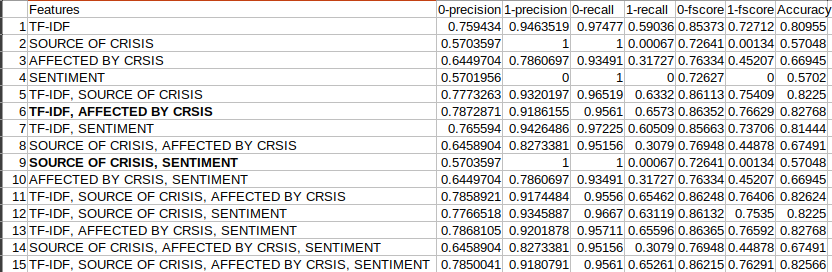 Features 0-precision 1-precision 0-recall 1-recall 0-fscore 1-fscore Accuracy
1 TF-IDF 0.759434 0.9463519 0.97477 0.59036 0.85373 0.72712 0.80955
2 SOURCE OF CRISIS 0.5703597 1 1 0.00067 0.72641 0.00134 0.57048
3 AFFECTED BY CRSIS 0.6449704 0.7860697 0.93491 0.31727 0.76334 0.45207 0.66945
4 SENTIMENT 0.5701956 0 1 0 0.72627 0 0.5702
5 TF-IDF, SOURCE OF CRISIS 0.7773263 0.9320197 0.96519 0.6332 0.86113 0.75409 0.8225
6 TF-IDF, AFFECTED BY CRSIS 0.7872871 0.9186155 0.9561 0.6573 0.86352 0.76629 0.82768
7 TF-IDF, SENTIMENT 0.765594 0.9426486 0.97225 0.60509 0.85663 0.73706 0.81444
8 SOURCE OF CRISIS, AFFECTED BY CRSIS 0.6458904 0.8273381 0.95156 0.3079 0.76948 0.44878 0.67491
9 SOURCE OF CRISIS, SENTIMENT 0.5703597 1 1 0.00067 0.72641 0.00134 0.57048
10 AFFECTED BY CRSIS, SENTIMENT 0.6449704 0.7860697 0.93491 0.31727 0.76334 0.45207 0.66945
11 TF-IDF, SOURCE OF CRISIS, AFFECTED BY CRSIS 0.7858921 0.9174484 0.9556 0.65462 0.86248 0.76406 0.82624
12 TF-IDF, SOURCE OF CRISIS, SENTIMENT 0.7766518 0.9345887 0.9667 0.63119 0.86132 0.7535 0.8225
13 TF-IDF, AFFECTED BY CRSIS, SENTIMENT 0.7868105 0.9201878 0.95711 0.65596 0.86365 0.76592 0.82768
14 SOURCE OF CRISIS, AFFECTED BY CRSIS, SENTIMENT 0.6458904 0.8273381 0.95156 0.3079 0.76948 0.44878 0.67491
15 TF-IDF, SOURCE OF CRISIS, AFFECTED BY CRSIS, SENTIMENT 0.7850041 0.9180763 0.9561 0.65261 0.86215 0.76291 0.82566